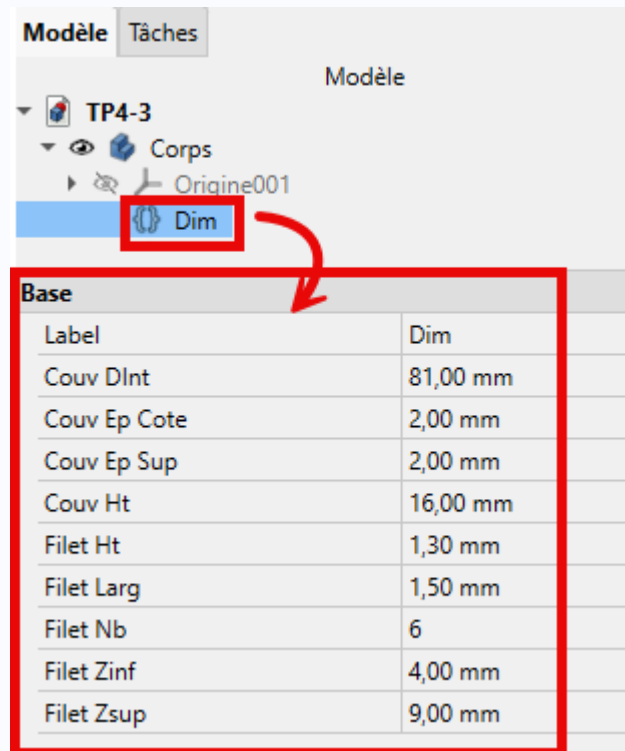 Modèle Tâches
Modèle
TP4-3
Corps
Origine001
Dim
Base
Label Dim
Couv DInt 81,00 mm
Couv Ep Cote 2,00 mm
Couv Ep Sup 2,00 mm
Couv Ht 16,00 mm
Filet Ht 1,30 mm
Filet Larg 1,50 mm
Filet Nb 6
Filet Zinf 4,00 mm
Filet Zsup 9,00 mm